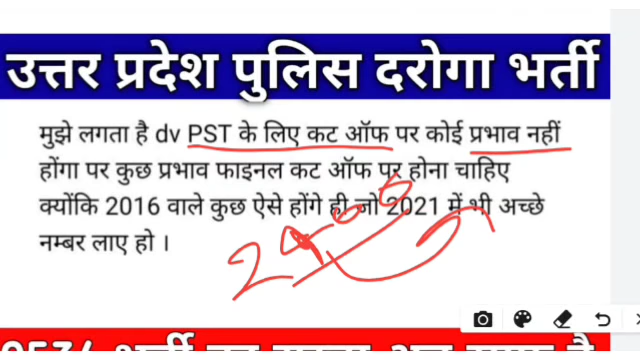 उत्तर प्रदेश पुलिस दरोगा भर्ती
मुझे लगता है dv PST के लिए कट ऑफ पर कोई प्रभाव नहीं
होंगा पर कुछ प्रभाव फाइनल कट ऑफ पर होना चाहिए
क्योंकि 2016 वाले कुछ ऐसे होंगे ही जो 2021 में भी अच्छे
नम्बर लाए हो ।